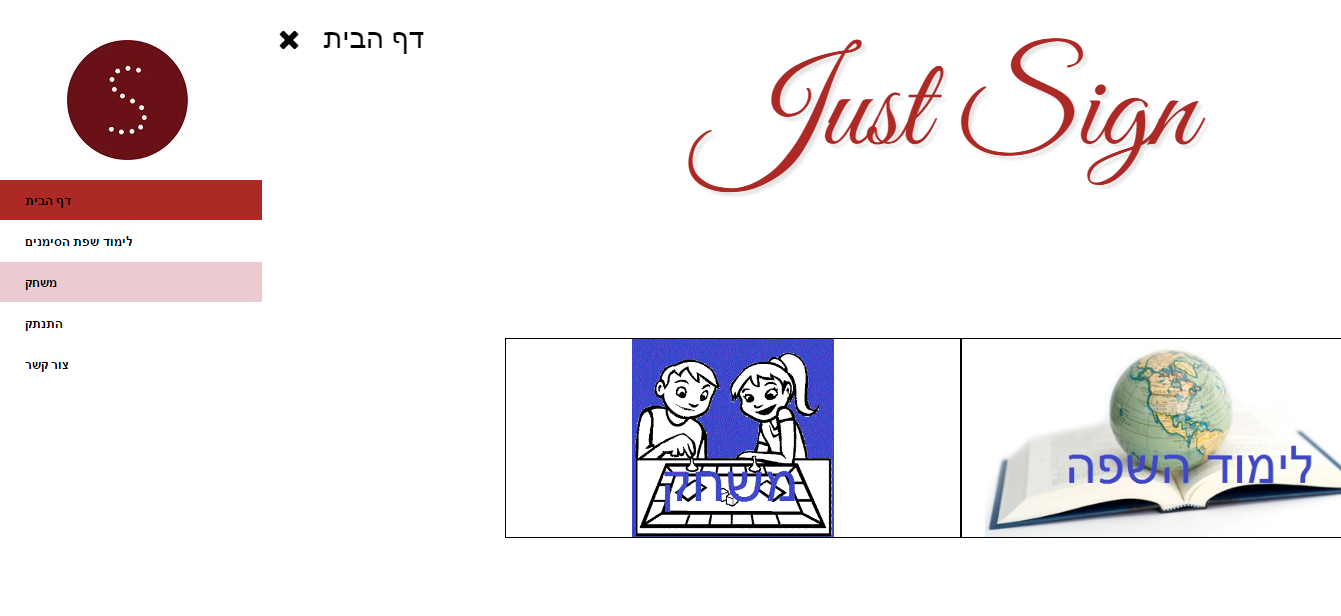 S
דף הבית
לימוד שפת הסימנים
משחק
התנתק
צור קשר
דף הבית
Just Sign
משחק
לימוד השפה